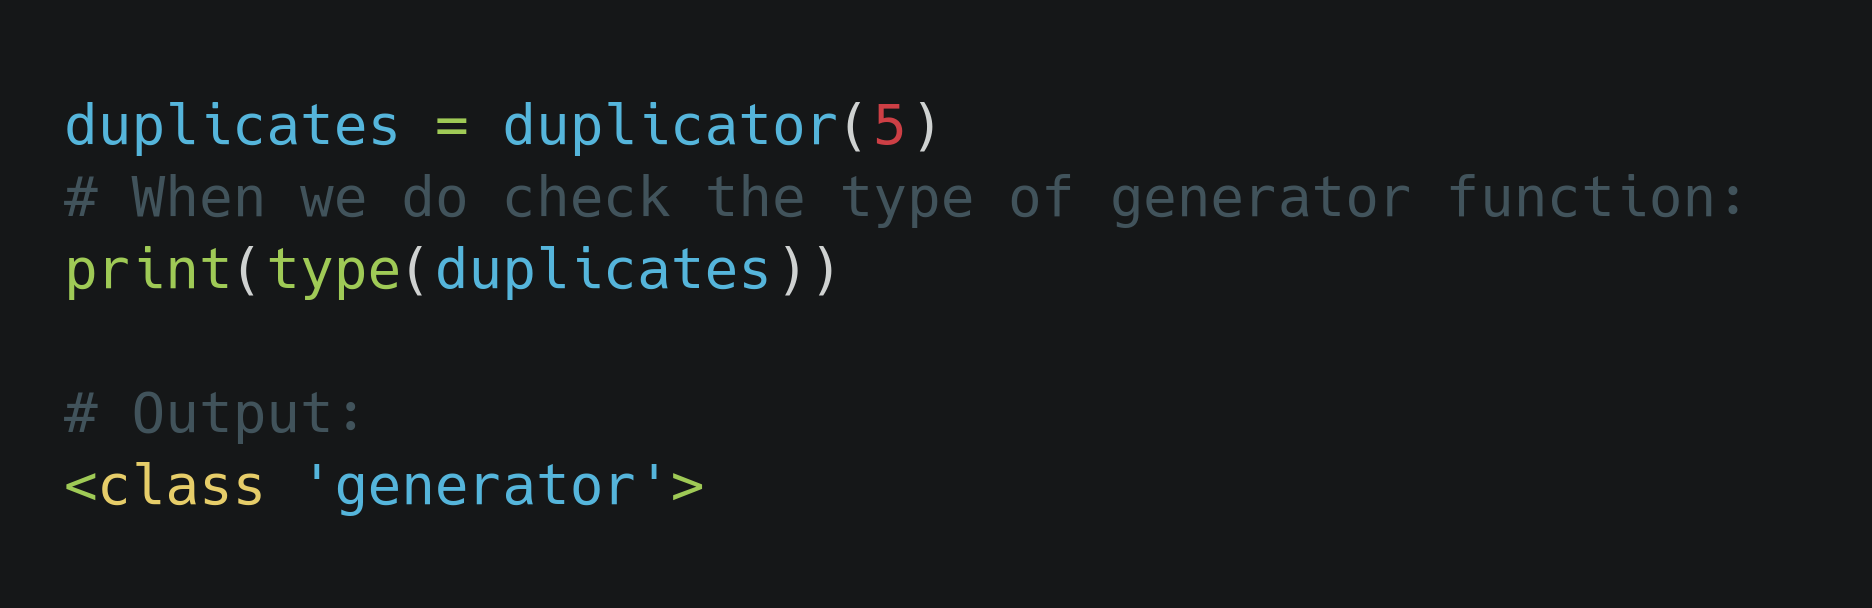 duplicates = duplicator(5)
# When we do check the type of generator function:
print(type(duplicates))
# Output:
<class 'generator'>